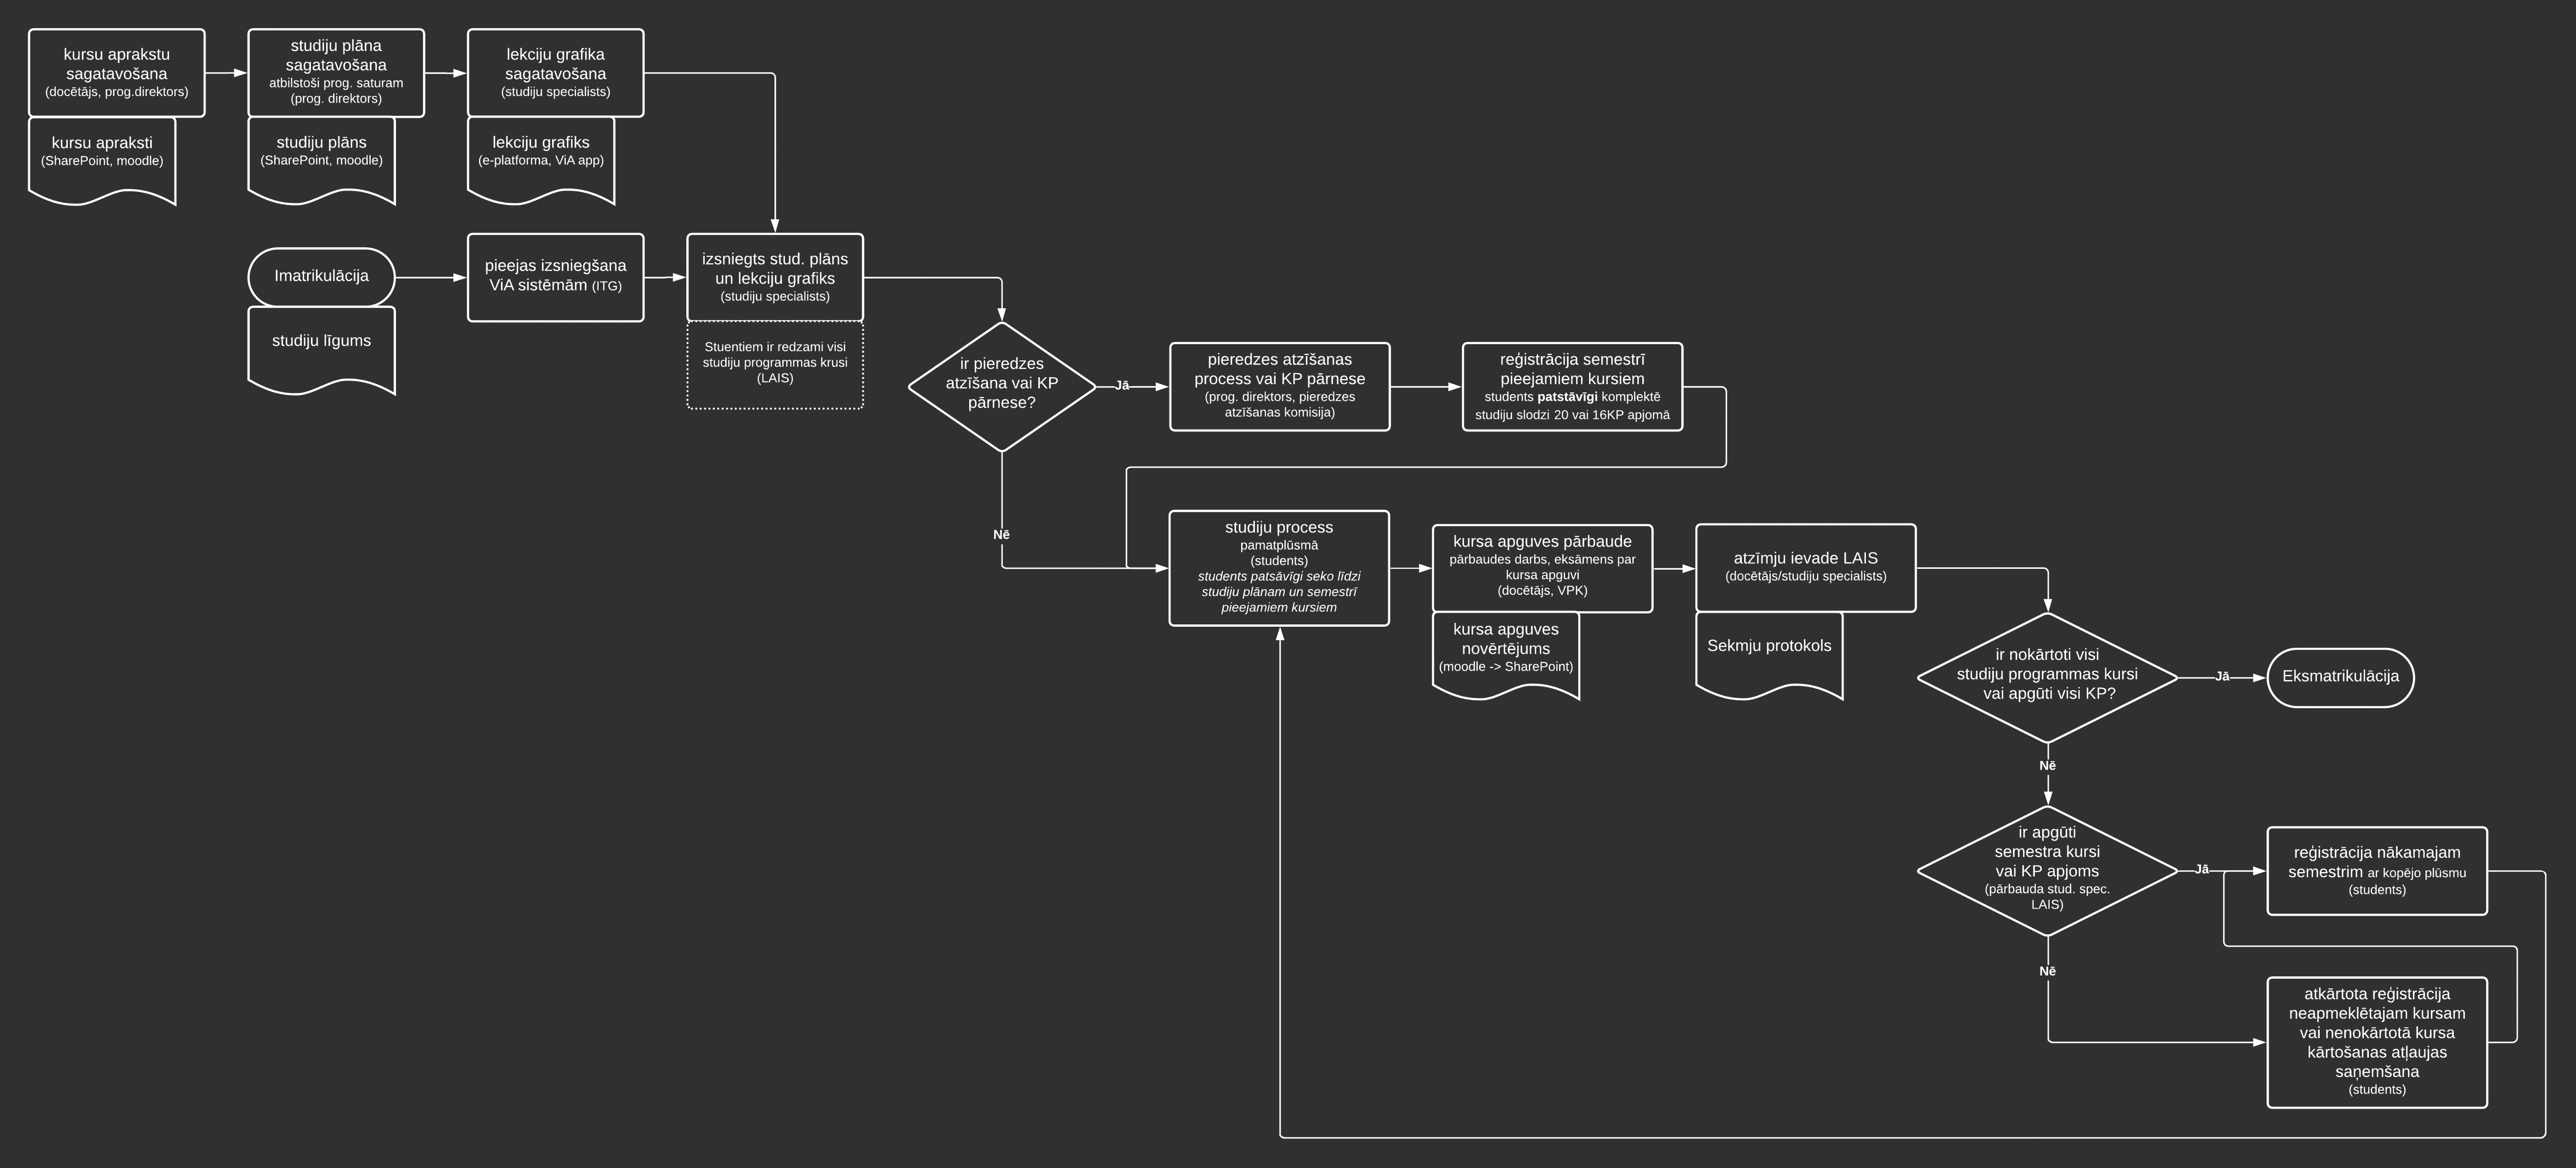 kursu aprakstu
sagatavošana
(docētājs, prog.direktors)
kursu apraksti
(SharePoint, moodle)
studiju plāna
sagatavošana
atbilstoši prog. saturam
(prog. direktors)
studiju plāns
(SharePoint, moodle)
lekciju grafika
sagatavošana
(studiju specialists)
lekciju grafiks
(e-platforma, ViA app)
Imatrikulācija
studiju līgums
pieejas izsniegšana
ViA sistēmām (ITG)
izsniegts stud. plāns
un lekciju grafiks
(studiju specialists)
Stuentiem ir redzami visi
studiju programmas krusi
(LAIS)
ir pieredzes
atzīšana vai KP
pārnese?
Jā
pieredzes atzīšanas
process vai KP pārnese
(prog. direktors, pieredzes
atzīšanas komisija)
reģistrācija semestrī
pieejamiem kursiem
students patstāvīgi komplektē
studiju slodzi 20 vai 16KP apjomā
Nē
studiju process
pamatplūsmā
(students)
students patsāvīgi seko līdzi
studiju plānam un semestrī
pieejamiem kursiem
kursa apguves pārbaude
pārbaudes darbs, eksāmens par
kursa apguvi
(docētājs, VPK)
kursa apguves
novērtējums
(moodle -> SharePoint)
atzīmju ievade LAIS
(docētājs/studiju specialists)
Sekmju protokols
ir nokārtoti visi
studiju programmas kursi
vai apgūti visi KP?
Jā
Eksmatrikulācija
Nē
ir apgūti
semestra kursi
vai KP apjoms
(pārbauda stud. spec.
LAIS)
Jā
reģistrācija nākamajam
semestrim ar kopējo plūsmu
(students)
Nē
atkārtota reģistrācija
neapmeklētajam kursam
vai nenokārtotā kursa
kārtošanas atļaujas
saņemšana
(students)